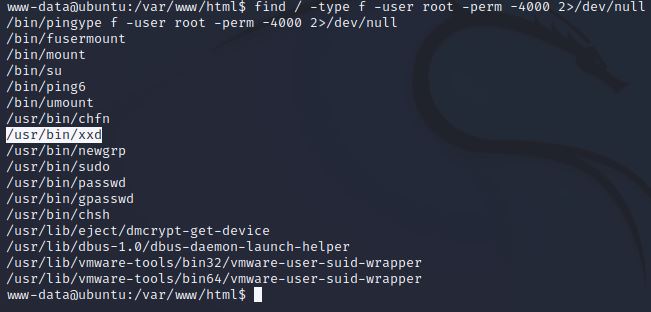 www-data@ubuntu:/var/www/html$ find / -type f -user root -perm -4000 2>/dev/null
/bin/pingype f -user root -perm -4000 2>/dev/null
/bin/fusermount
/bin/mount
/bin/su
/bin/ping6
/bin/umount
/usr/bin/chfn
/usr/bin/xxd
/usr/bin/newgrp
/usr/bin/sudo
/usr/bin/passwd
/usr/bin/gpasswd
/usr/bin/chsh
/usr/lib/eject/dmcrypt-get-device
/usr/lib/dbus-1.0/dbus-daemon-launch-helper
/usr/lib/vmware-tools/bin32/vmware-user-suid-wrapper
/usr/lib/vmware-tools/bin64/vmware-user-suid-wrapper
www-data@ubuntu:/var/www/html$